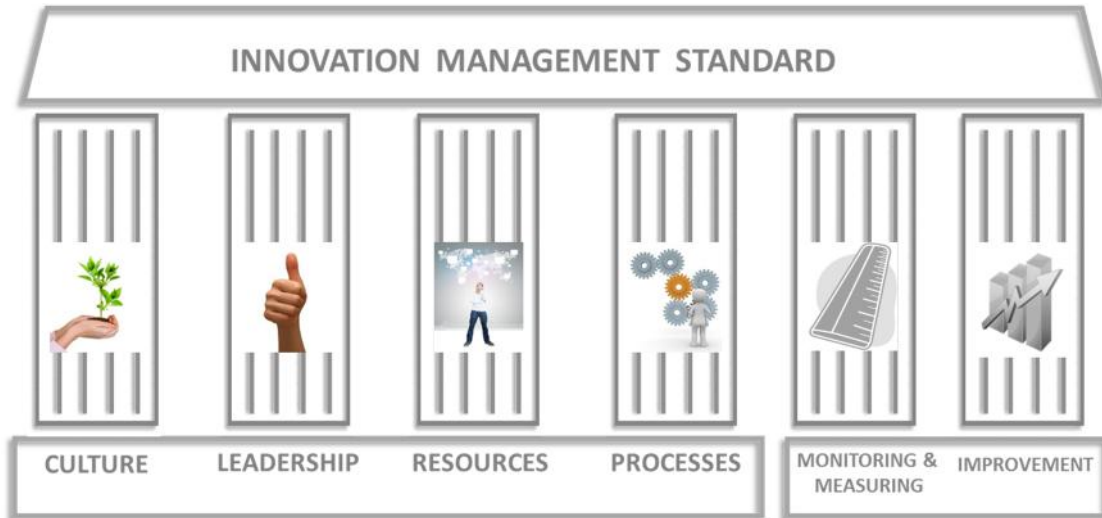 INNOVATION MANAGEMENT STANDARD
CULTURE
LEADERSHIP
RESOURCES
PROCESSES
MONITORING &
MEASURING
IMPROVEMENT